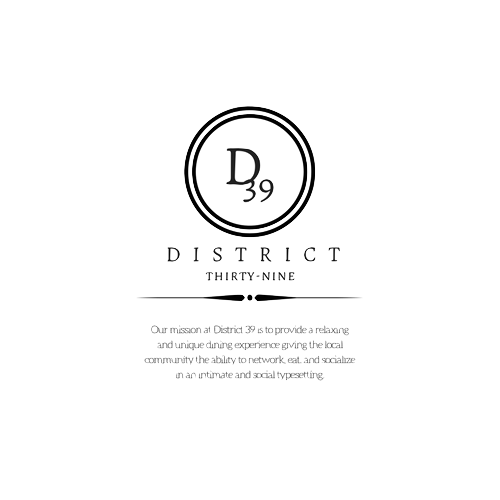 D
39
DISTRICT
THIRTY-NINE
Our mission at District 39 is to provide a relaxing
and unique dining experience giving the local
community the ability to network, eat, and socialize
in an intimate and social typesetting.